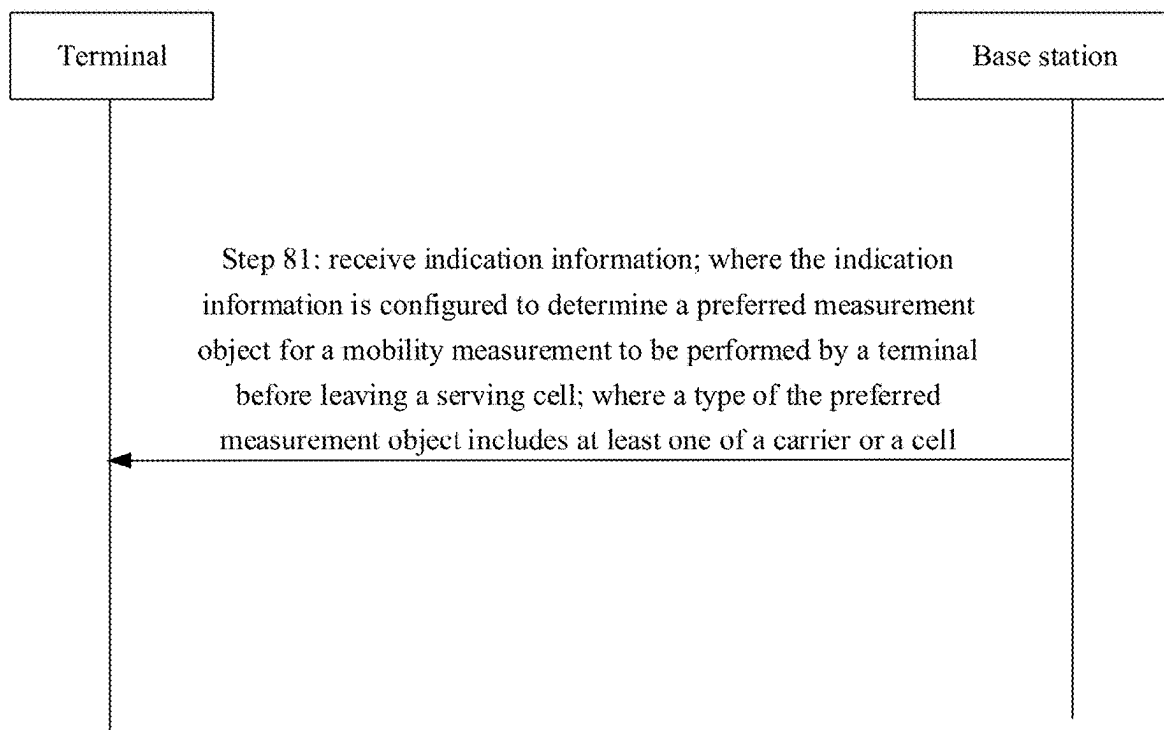 Terminal
Base station
Step 81: receive indication information; where the indication
information is configured to determine a preferred measurement
object for a mobility measurement to be performed by a terminal
before leaving a serving cell; where a type of the preferred
measurement object includes at least one of a carrier or a cell